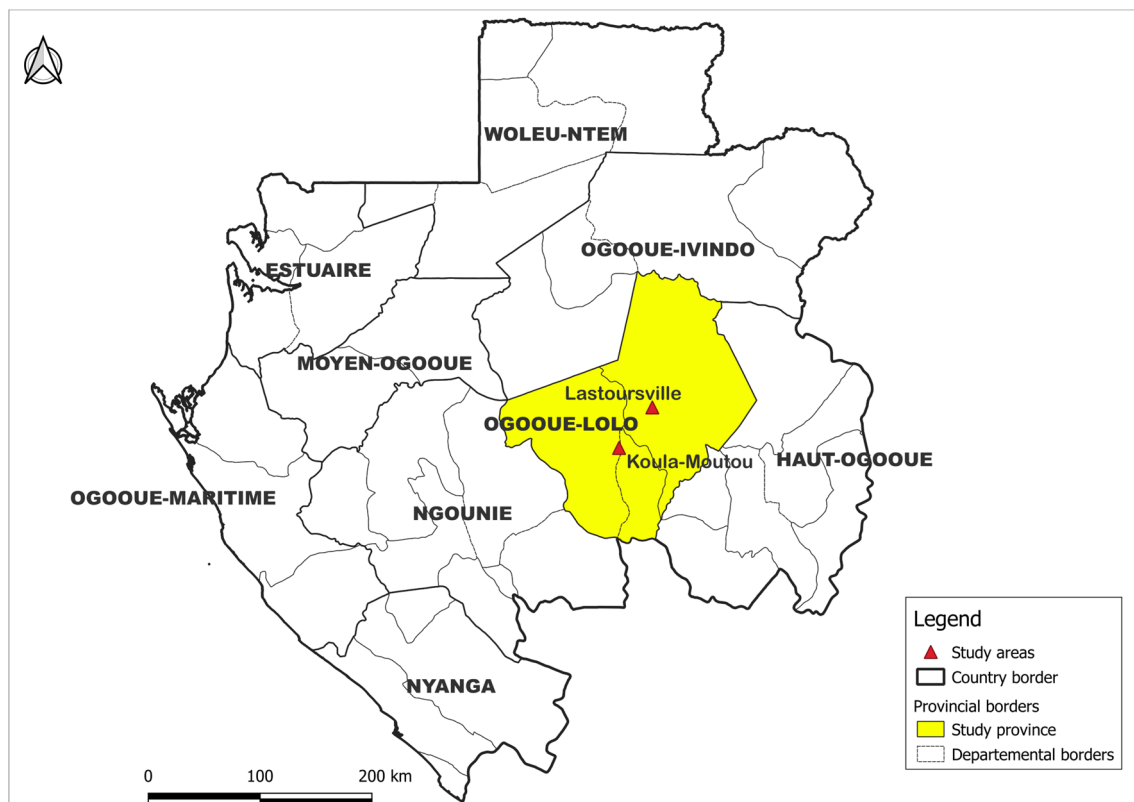 WOLEU-NTEM
OGOOUE-IVINDO
ESTUAIRE
MOYEN-OGOOUE
Lastoursville
OGOOUE-LOLO
Koula-Moutou
HAUT-OGOOUE
OGOOUE-MARITIME
NGOUNIE
NYANGA
Legend
Study areas
Country border
Provincial borders
Study province
Departemental borders
0 100 200 km